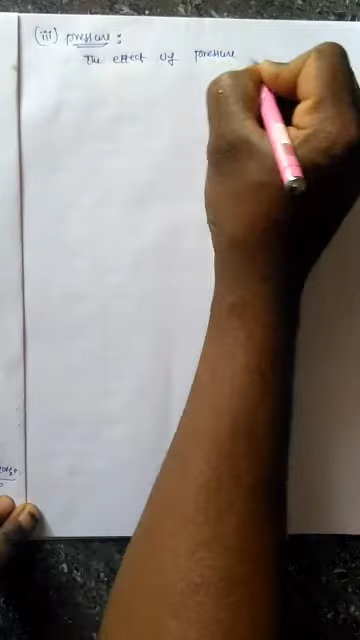 (iii) pressure :
The effect of pressure